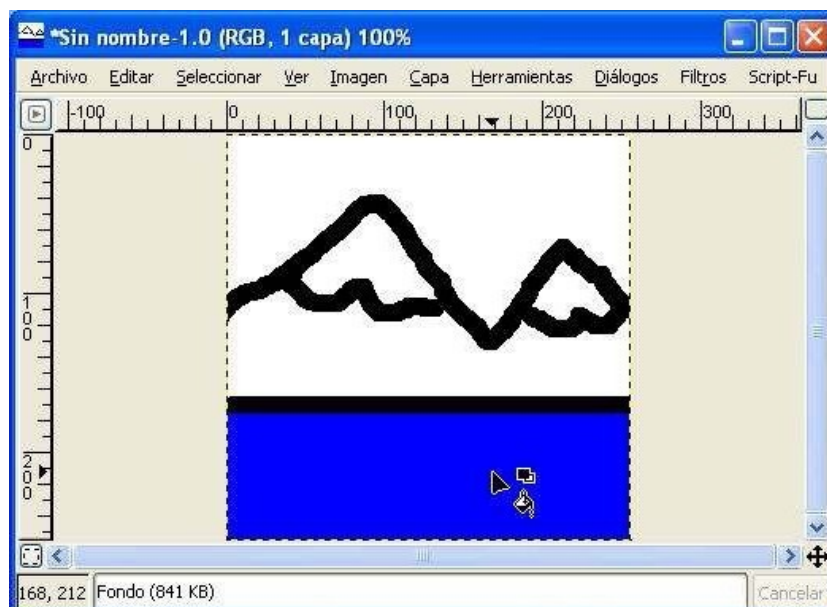 *Sin nombre-1.0 (RGB, 1 capa) 100%
Archivo Editar Seleccionar Ver Imagen Capa Herramientas Diálogos Filtros Script-Fu
-100 0 100 200 300
0
100
200
168, 212 Fondo (841 KB) Cancelar